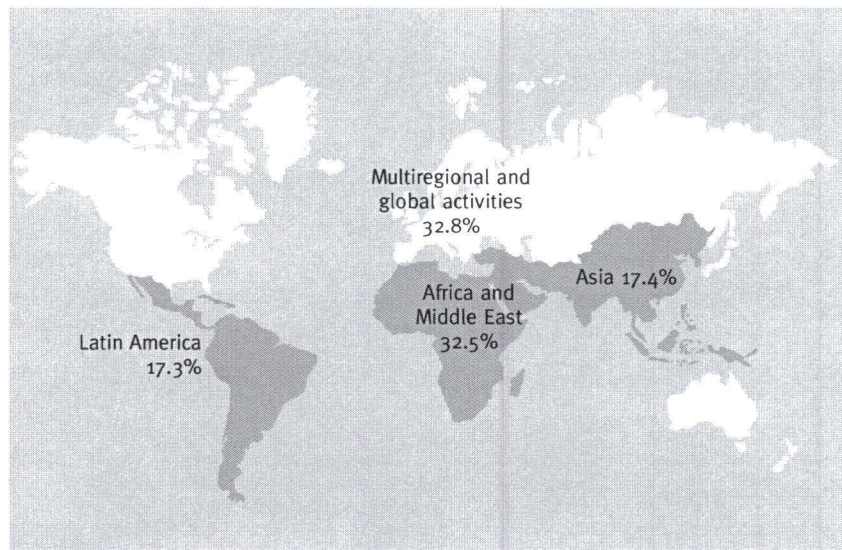 Multiregional and
global activities
32.8%
Asia 17.4%
Africa and
Middle East
32.5%
Latin America
17.3%